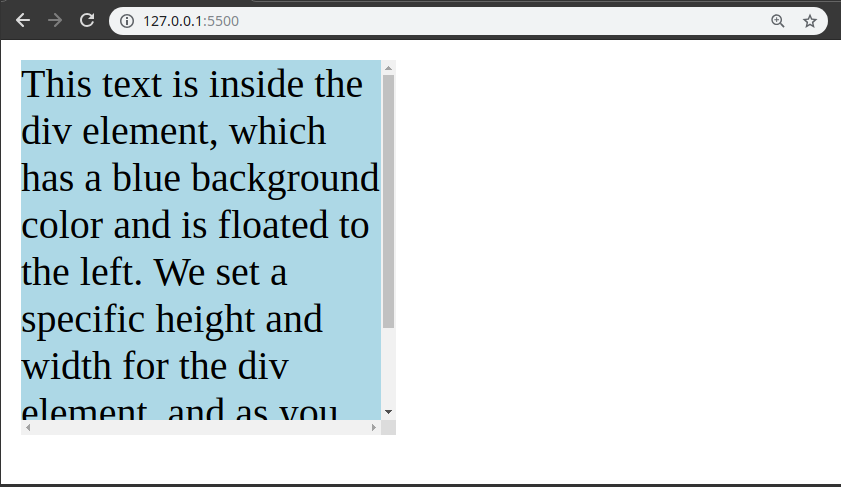 127.0.0.1:5500
This text is inside the
div element, which
has a blue background
color and is floated to
the left. We set a
specific height and
width for the div
element, and as you